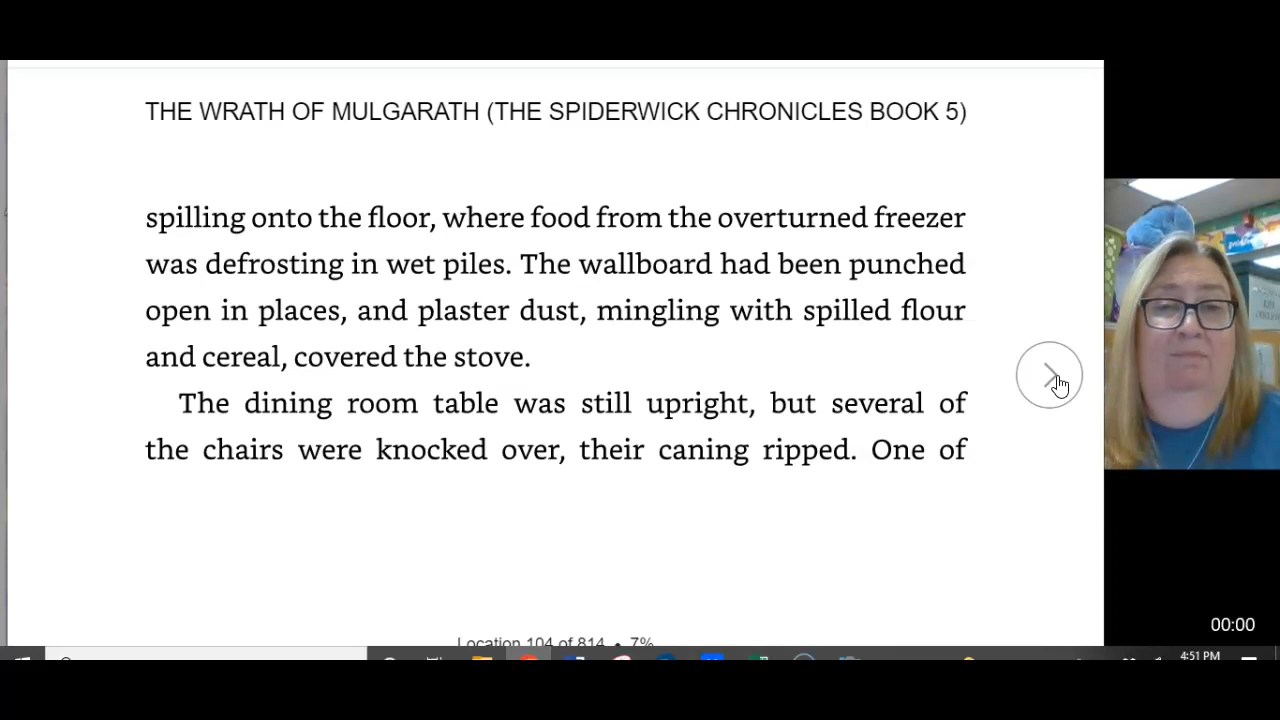 THE WRATH OF MULGARATH (THE SPIDERWICK CHRONICLES BOOK 5)
spilling onto the floor, where food from the overturned freezer
was defrosting in wet piles. The wallboard had been punched
open in places, and plaster dust, mingling with spilled flour
and cereal, covered the stove.
The dining room table was still upright, but several of
the chairs were knocked over, their caning ripped. One of
00:00
Location 104 of 814 • 7%
4:51 PM